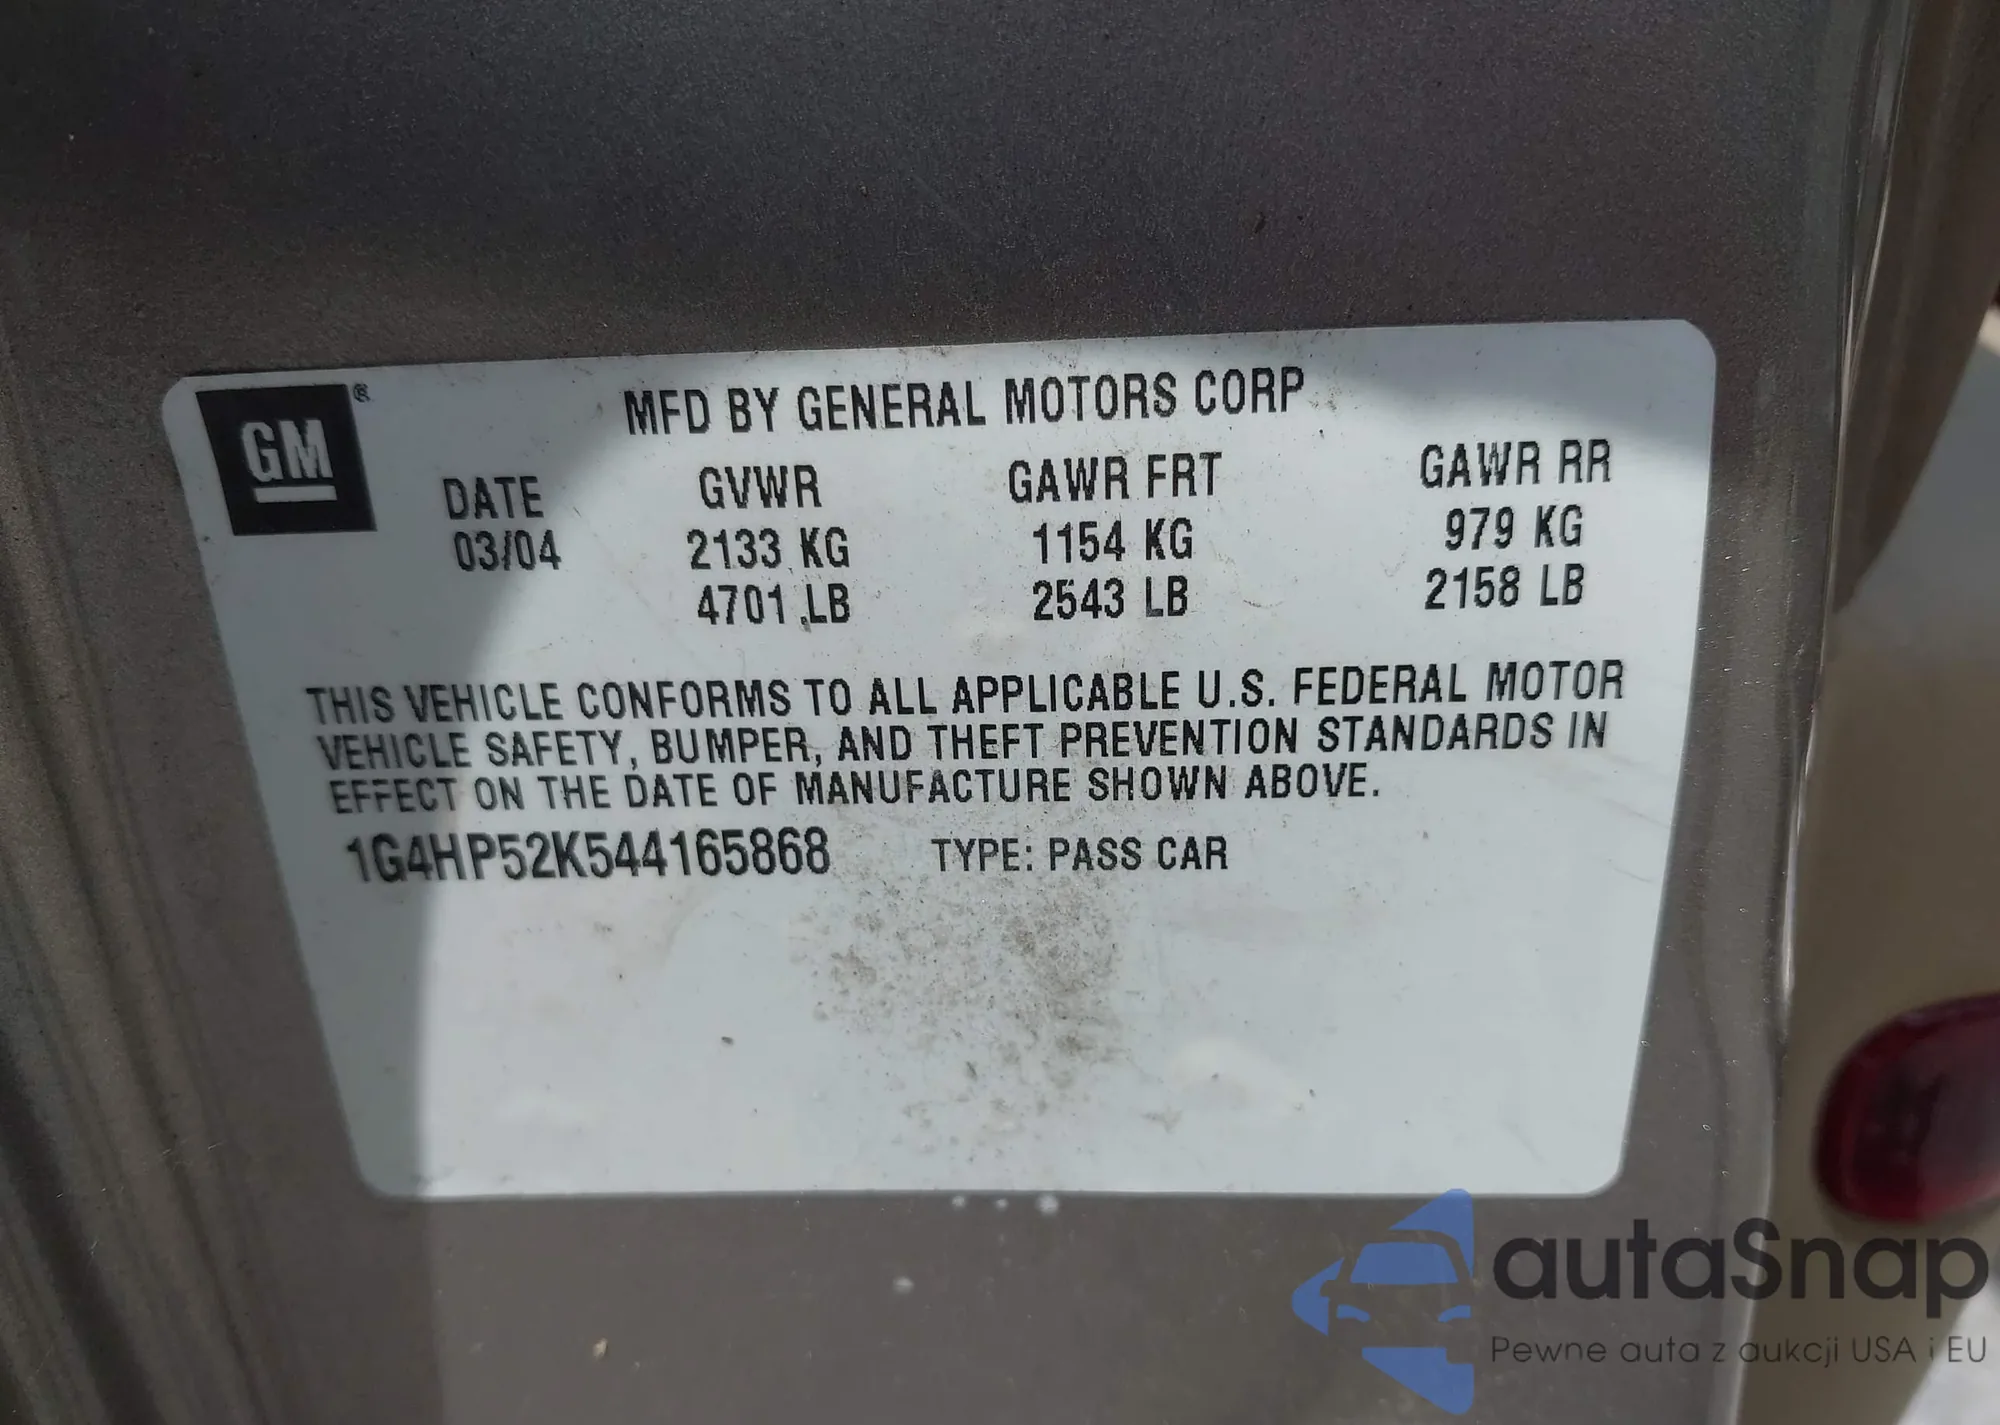 GM ®
MFD BY GENERAL MOTORS CORP
DATE GVWR GAWR FRT GAWR RR
03/04 2133 KG 1154 KG 979 KG
4701 LB 2543 LB 2158 LB
THIS VEHICLE CONFORMS TO ALL APPLICABLE U.S. FEDERAL MOTOR
VEHICLE SAFETY, BUMPER, AND THEFT PREVENTION STANDARDS IN
EFFECT ON THE DATE OF MANUFACTURE SHOWN ABOVE.
1G4HP52K544165868 TYPE: PASS CAR
autaSnap
Pewne auta z aukcji USA i EU